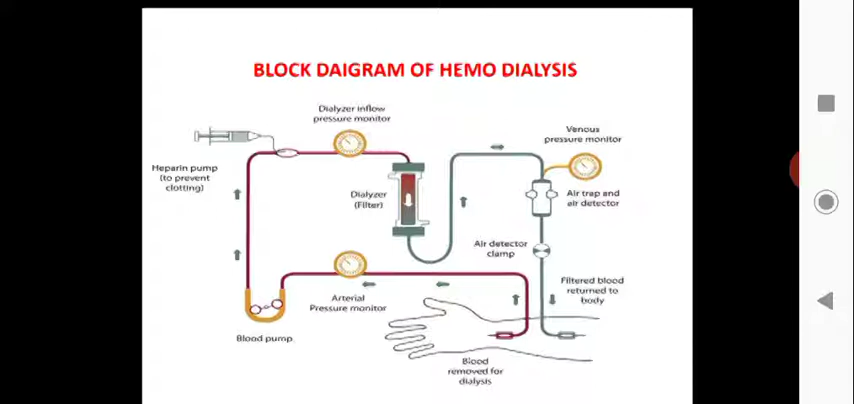 BLOCK DAIGRAM OF HEMO DIALYSIS
Dialyzer inflow
pressure monitor
Venous
pressure monitor
Heparin pump
(to prevent
clotting)
Dialyzer
(Filter)
Air trap and
air detector
Air detector
clamp
Filtered blood
returned to
body
Arterial
Pressure monitor
Blood pump
Blood
removed for
dialysis